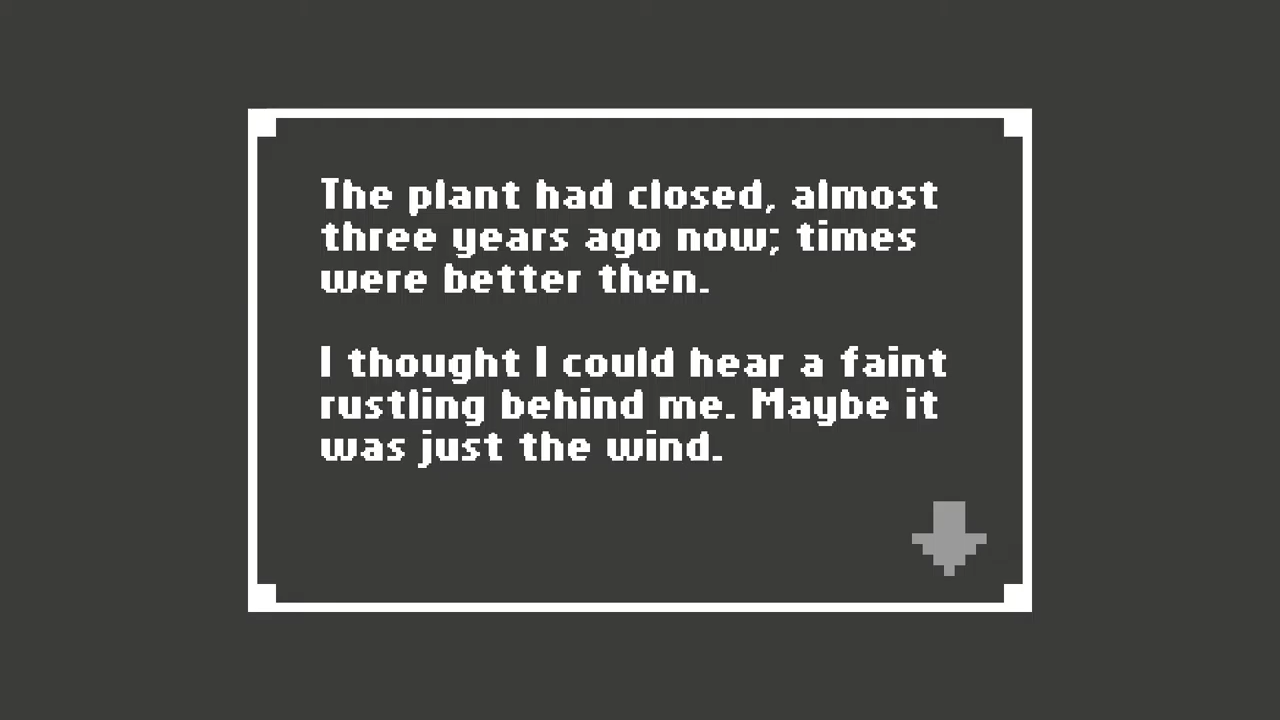 The plant had closed, almost
three years ago now; times
were better then.
I thought I could hear a faint
rustling behind me. Maybe it
was just the wind.